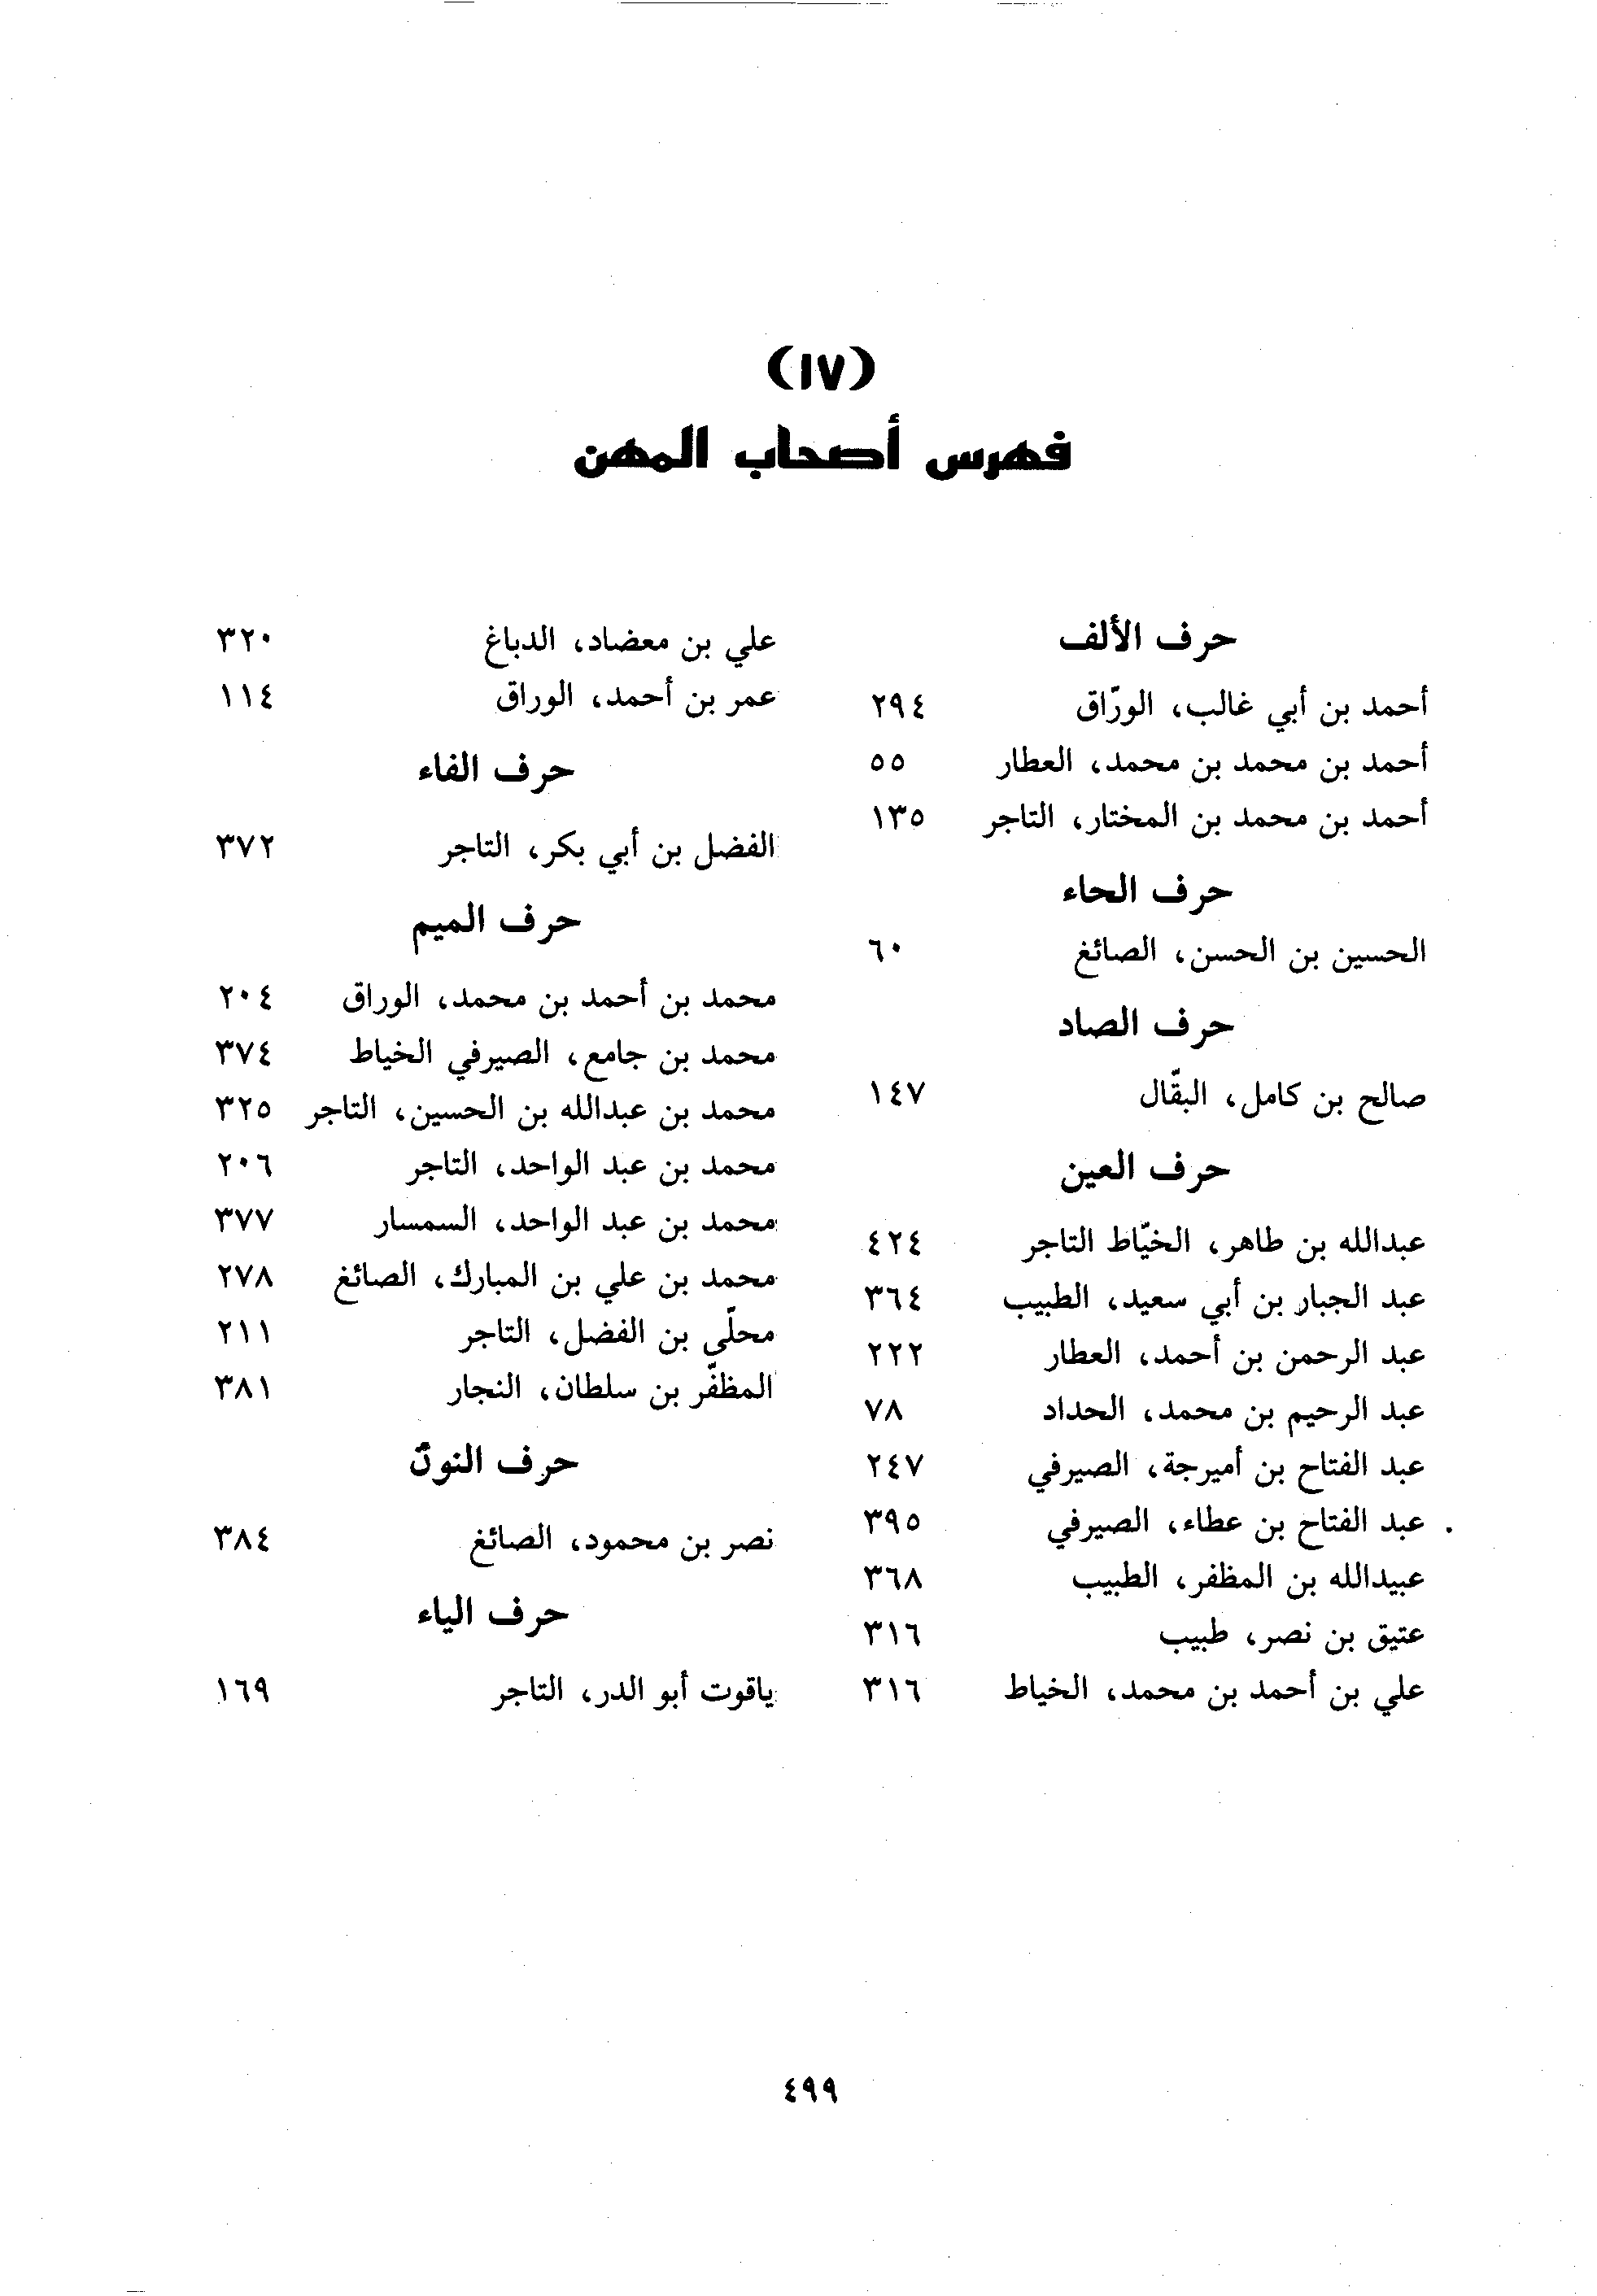 (١٧)
فهرس أصحاب المهن
حرف الألف
أحمد بن أبي غالب، الورّاق ٢٩٤
أحمد بن محمد بن محمد، العطار ٥٥
أحمد بن محمد بن المختار، التاجر ١٣٥
حرف الحاء
الحسين بن الحسن، الصائغ ٦٠
حرف الصاد
صالح بن كامل، البقّال ١٤٧
حرف العين
عبدالله بن طاهر، الخيّاط التاجر ٤٢٤
عبد الجبار بن أبي سعيد، الطبيب ٣٦٤
عبد الرحمن بن أحمد، العطار ٢٢٢
عبد الرحيم بن محمد، الحداد ٧٨
عبد الفتاح بن أميرجة، الصيرفي ٢٤٧
عبد الفتاح بن عطاء، الصيرفي ٣٩٥
عبيدالله بن المظفر، الطبيب ٣٦٨
عتيق بن نصر، طبيب ٣١٦
علي بن أحمد بن محمد، الخياط ٣١٦
علي بن معضاد، الدباغ ٣٢٠
عمر بن أحمد، الوراق ١١٤
حرف الفاء
الفضل بن أبي بكر، التاجر ٣٧٢
حرف الميم
محمد بن أحمد بن محمد، الوراق ٢٠٤
محمد بن جامع، الصيرفي الخياط ٣٧٤
محمد بن عبدالله بن الحسين، التاجر ٣٢٥
محمد بن عبد الواحد، التاجر ٢٠٦
محمد بن عبد الواحد، السمسار ٣٧٧
محمد بن علي بن المبارك، الصائغ ٢٧٨
محلّى بن الفضل، التاجر ٢١١
المظفّر بن سلطان، النجار ٣٨١
حرف النون
نصر بن محمود، الصائغ ٣٨٤
حرف الياء
ياقوت أبو الدر، التاجر ١٦٩
٤٩٩